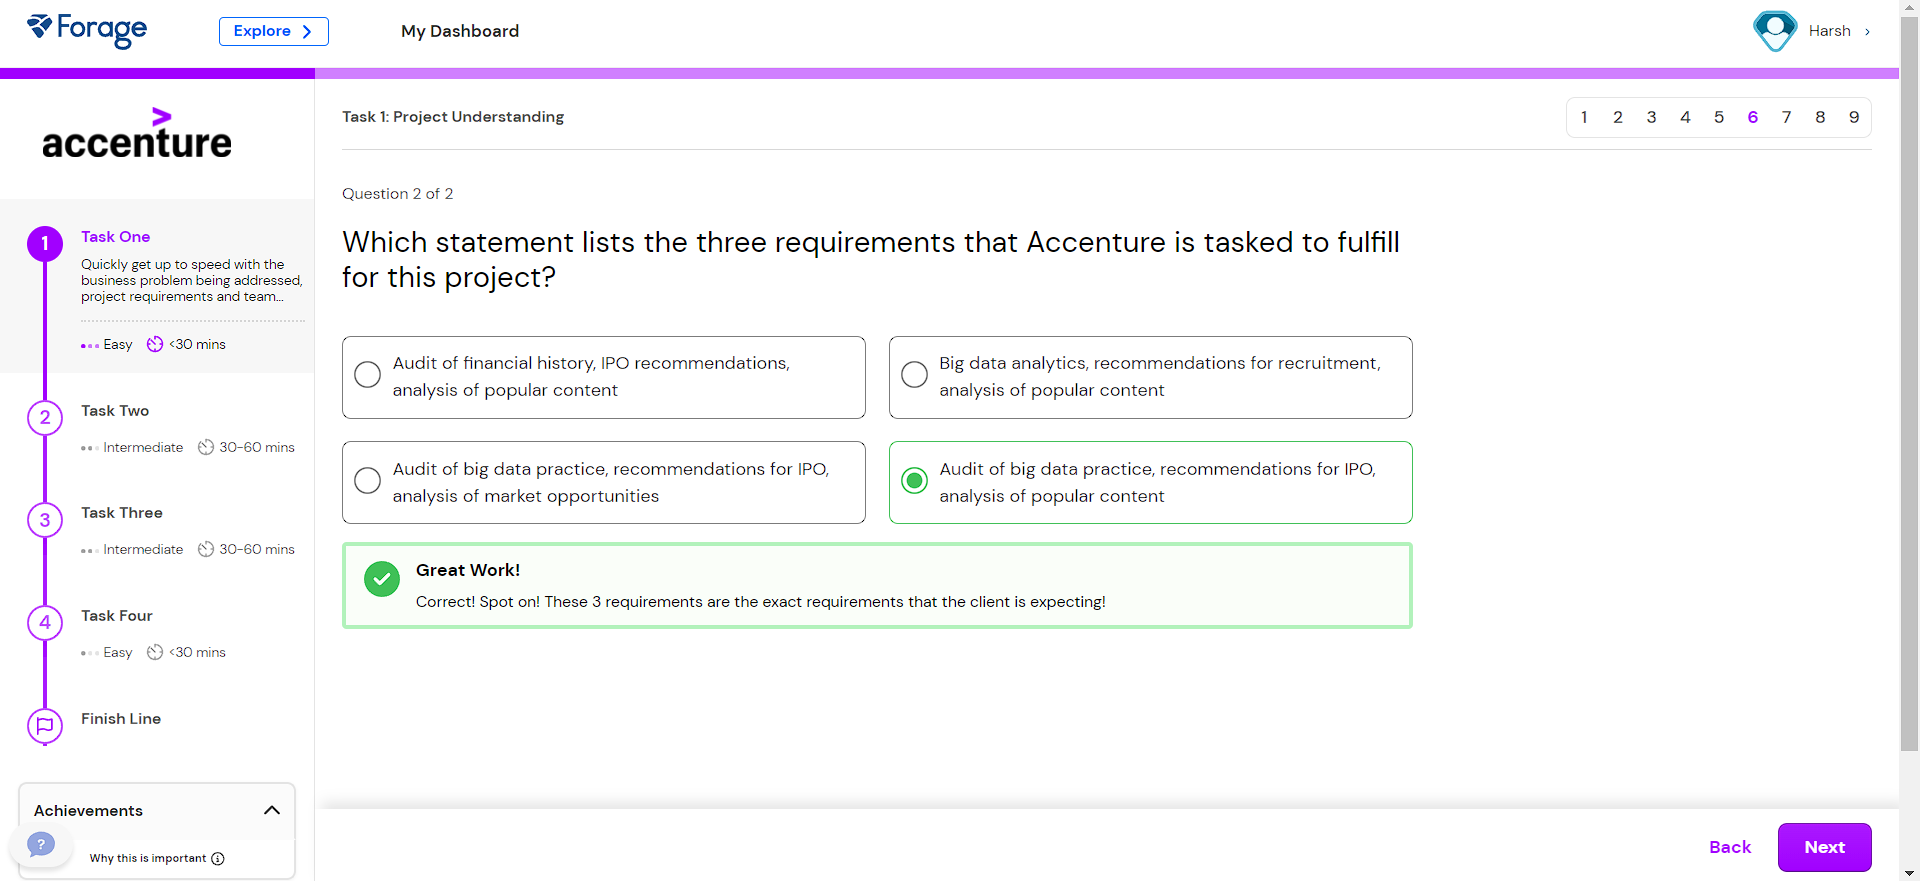 Forage
Explore
My Dashboard
Harsh
accenture
Task 1: Project Understanding
1 2 3 4 5 6 7 8 9
1
Task One
Quickly get up to speed with the
business problem being addressed,
project requirements and team...
Easy <30 mins
2
Task Two
Intermediate 30-60 mins
3
Task Three
Intermediate 30-60 mins
4
Task Four
Easy <30 mins
Finish Line
Achievements
?
Why this is important
Question 2 of 2
Which statement lists the three requirements that Accenture is tasked to fulfill
for this project?
Audit of financial history, IPO recommendations,
analysis of popular content
Big data analytics, recommendations for recruitment,
analysis of popular content
Audit of big data practice, recommendations for IPO,
analysis of market opportunities
Audit of big data practice, recommendations for IPO,
analysis of popular content
Great Work!
Correct! Spot on! These 3 requirements are the exact requirements that the client is expecting!
Back
Next